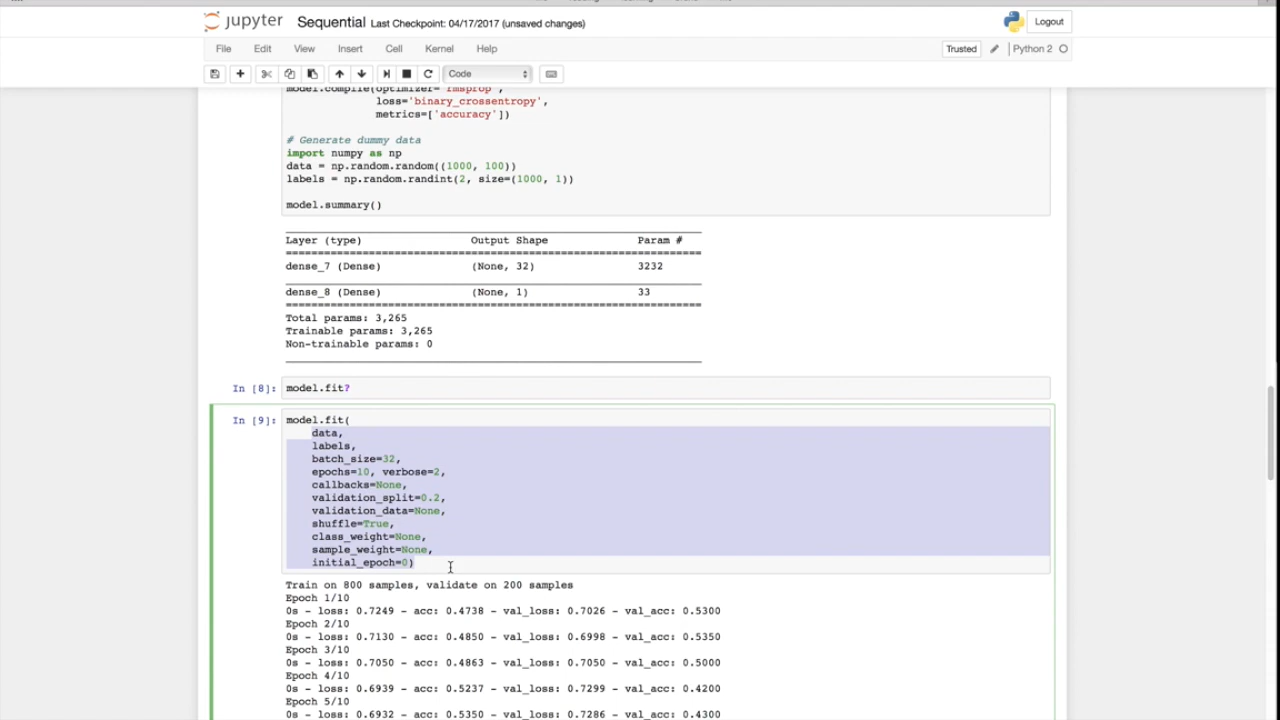 jupyter Sequential Last Checkpoint: 04/17/2017 (unsaved changes) Logout
File Edit View Insert Cell Kernel Help Trusted Python 2
Code
model.compile(optimizer='rmsprop',
loss='binary_crossentropy',
metrics=['accuracy'])
# Generate dummy data
import numpy as np
data = np.random.random((1000, 100))
labels = np.random.randint(2, size=(1000, 1))
model.summary()
Layer (type) Output Shape Param #
=================================================================
dense_7 (Dense) (None, 32) 3232
dense_8 (Dense) (None, 1) 33
=================================================================
Total params: 3,265
Trainable params: 3,265
Non-trainable params: 0
In [8]: model.fit?
In [9]: model.fit(
data,
labels,
batch_size=32,
epochs=10, verbose=2,
callbacks=None,
validation_split=0.2,
validation_data=None,
shuffle=True,
class_weight=None,
sample_weight=None,
initial_epoch=0)
Train on 800 samples, validate on 200 samples
Epoch 1/10
0s - loss: 0.7249 - acc: 0.4738 - val_loss: 0.7026 - val_acc: 0.5300
Epoch 2/10
0s - loss: 0.7130 - acc: 0.4850 - val_loss: 0.6998 - val_acc: 0.5350
Epoch 3/10
0s - loss: 0.7050 - acc: 0.4863 - val_loss: 0.7050 - val_acc: 0.5000
Epoch 4/10
0s - loss: 0.6939 - acc: 0.5237 - val_loss: 0.7299 - val_acc: 0.4200
Epoch 5/10
0s - loss: 0.6932 - acc: 0.5350 - val_loss: 0.7286 - val_acc: 0.4300